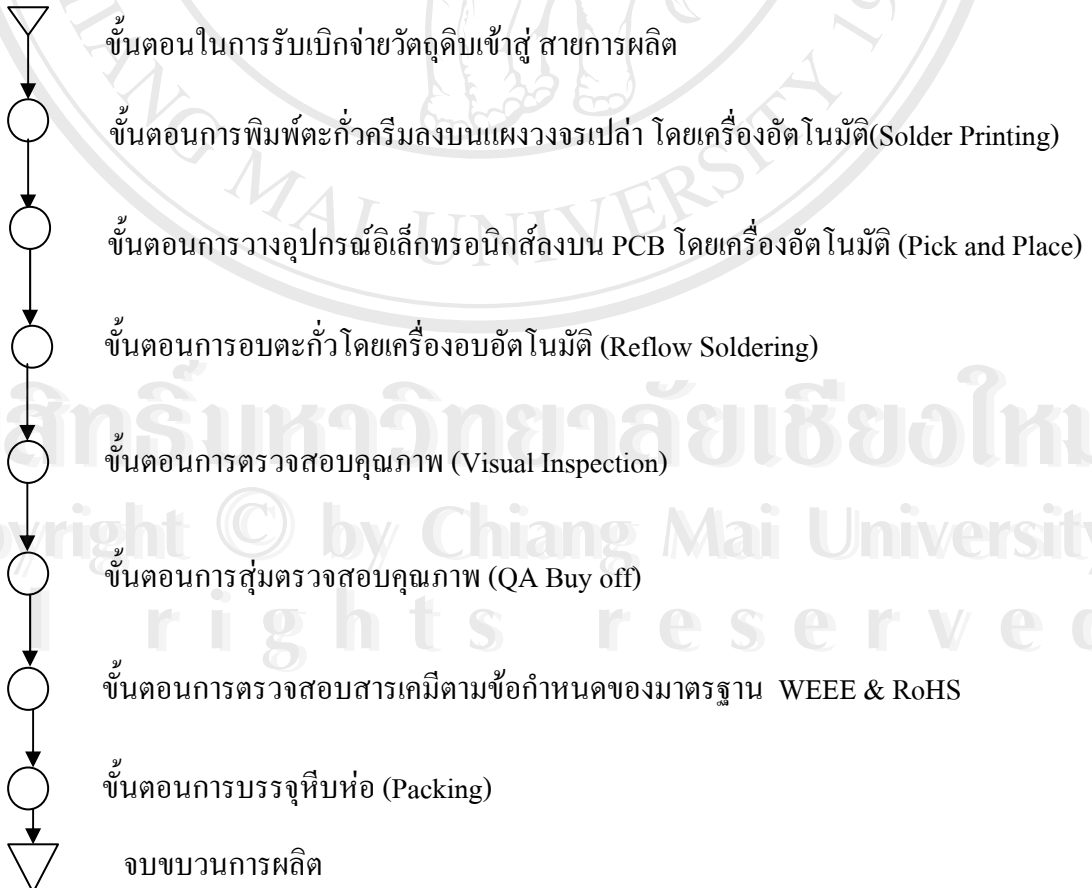 ขั้นตอนในการรับเบิกจ่ายวัตถุดิบเข้าสู่ สายการผลิต
ขั้นตอนการพิมพ์ตะกั่วครีมลงบนแผงวงจรเปล่า โดยเครื่องอัตโนมัติ(Solder Printing)
ขั้นตอนการวางอุปกรณ์อิเล็กทรอนิกส์ลงบน PCB โดยเครื่องอัตโนมัติ (Pick and Place)
MAI UNIVERSITY 19
ขั้นตอนการอบตะกั่วโดยเครื่องอบอัตโนมัติ (Reflow Soldering)
ขั้นตอนการตรวจสอบคุณภาพ (Visual Inspection)
by Chiang Mai University
ขั้นตอนการสุ่มตรวจสอบคุณภาพ (QA Buy off)
rights reserved
ขั้นตอนการตรวจสอบสารเคมีตามข้อกำหนดของมาตรฐาน WEEE & RoHS
ขั้นตอนการบรรจุหีบห่อ (Packing)
จบขบวนการผลิต